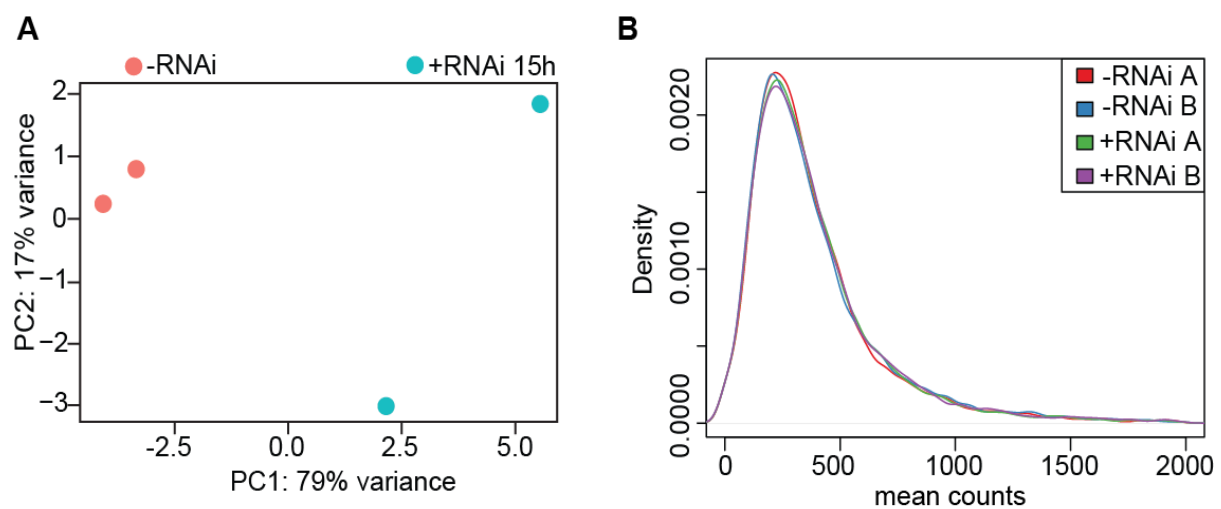 A
-RNAi
+RNAi 15h
2
1
0
−1
−2
−3
PC2: 17% variance
-2.5
0.0
2.5
5.0
PC1: 79% variance
B
-RNAi A
-RNAi B
+RNAi A
+RNAi B
0.0020
0.0010
0.0000
Density
0
500
1000
1500
2000
mean counts